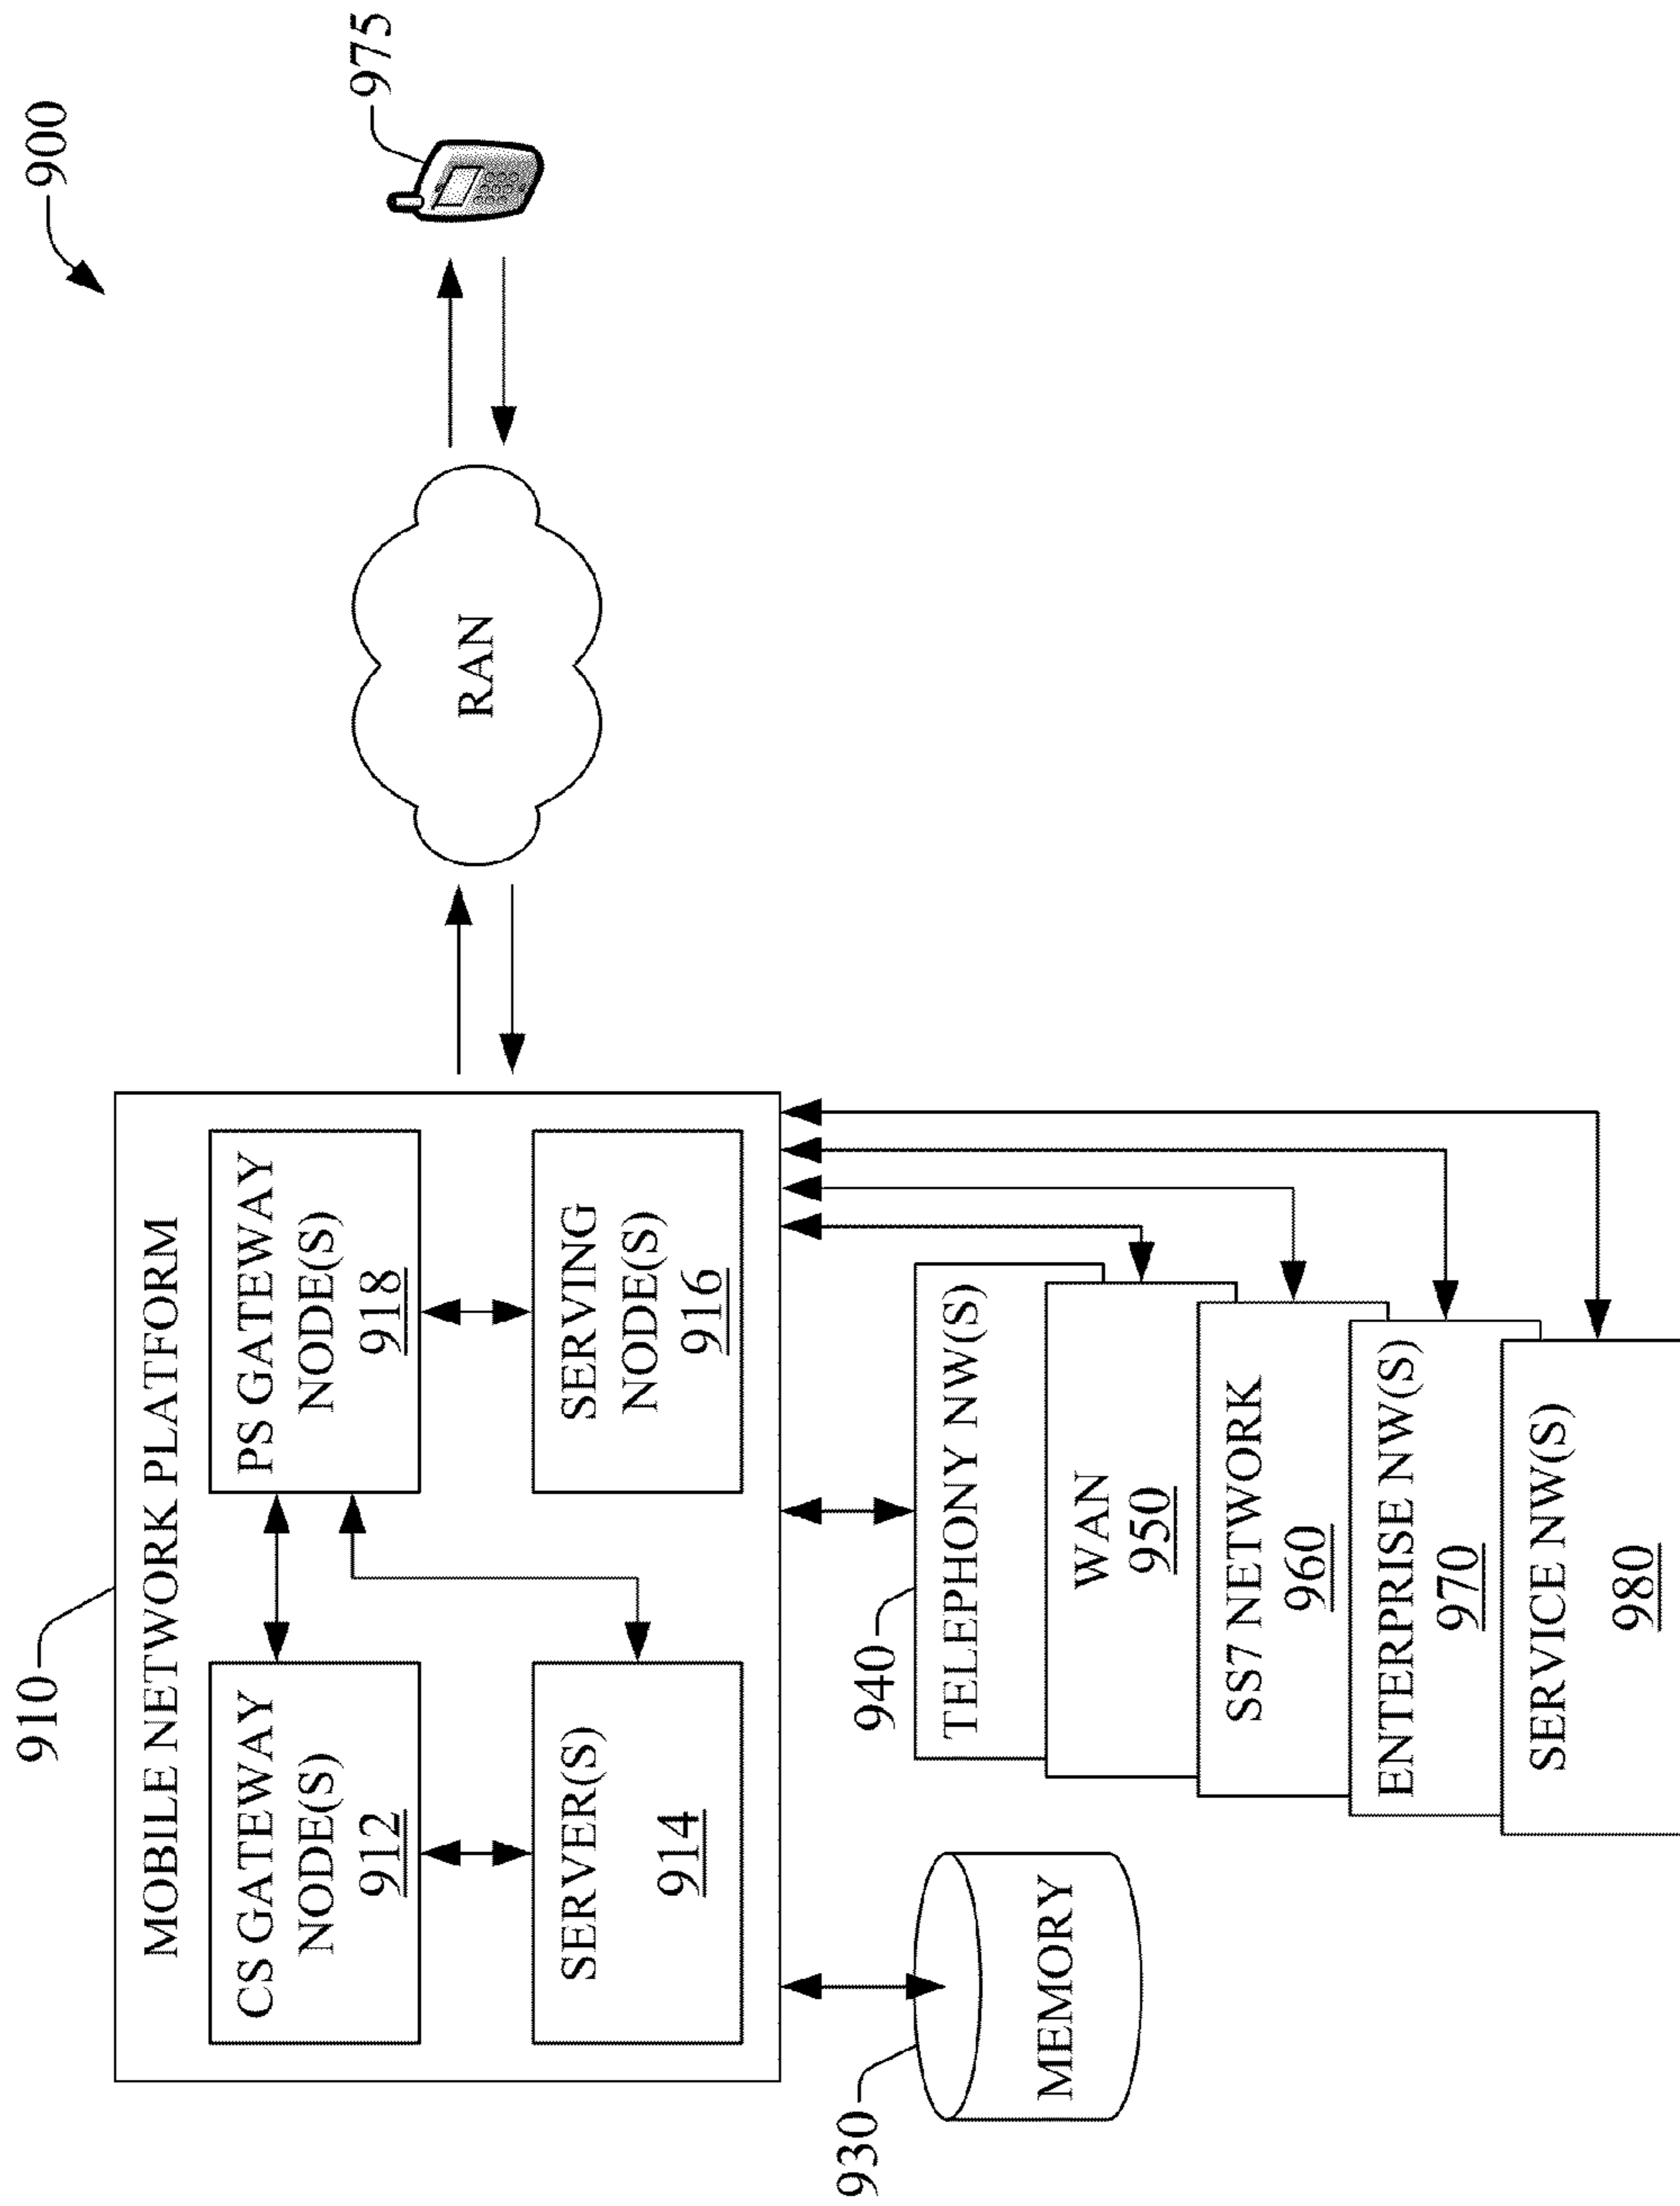 900
910
MOBILE NETWORK PLATFORM
CS GATEWAY
NODE(S)
912
PS GATEWAY
NODE(S)
918
SERVER(S)
914
SERVING
NODE(S)
916
RAN
975
930
MEMORY
940
TELEPHONY NW(S)
WAN
950
SS7 NETWORK
960
ENTERPRISE NW(S)
970
SERVICE NW(S)
980